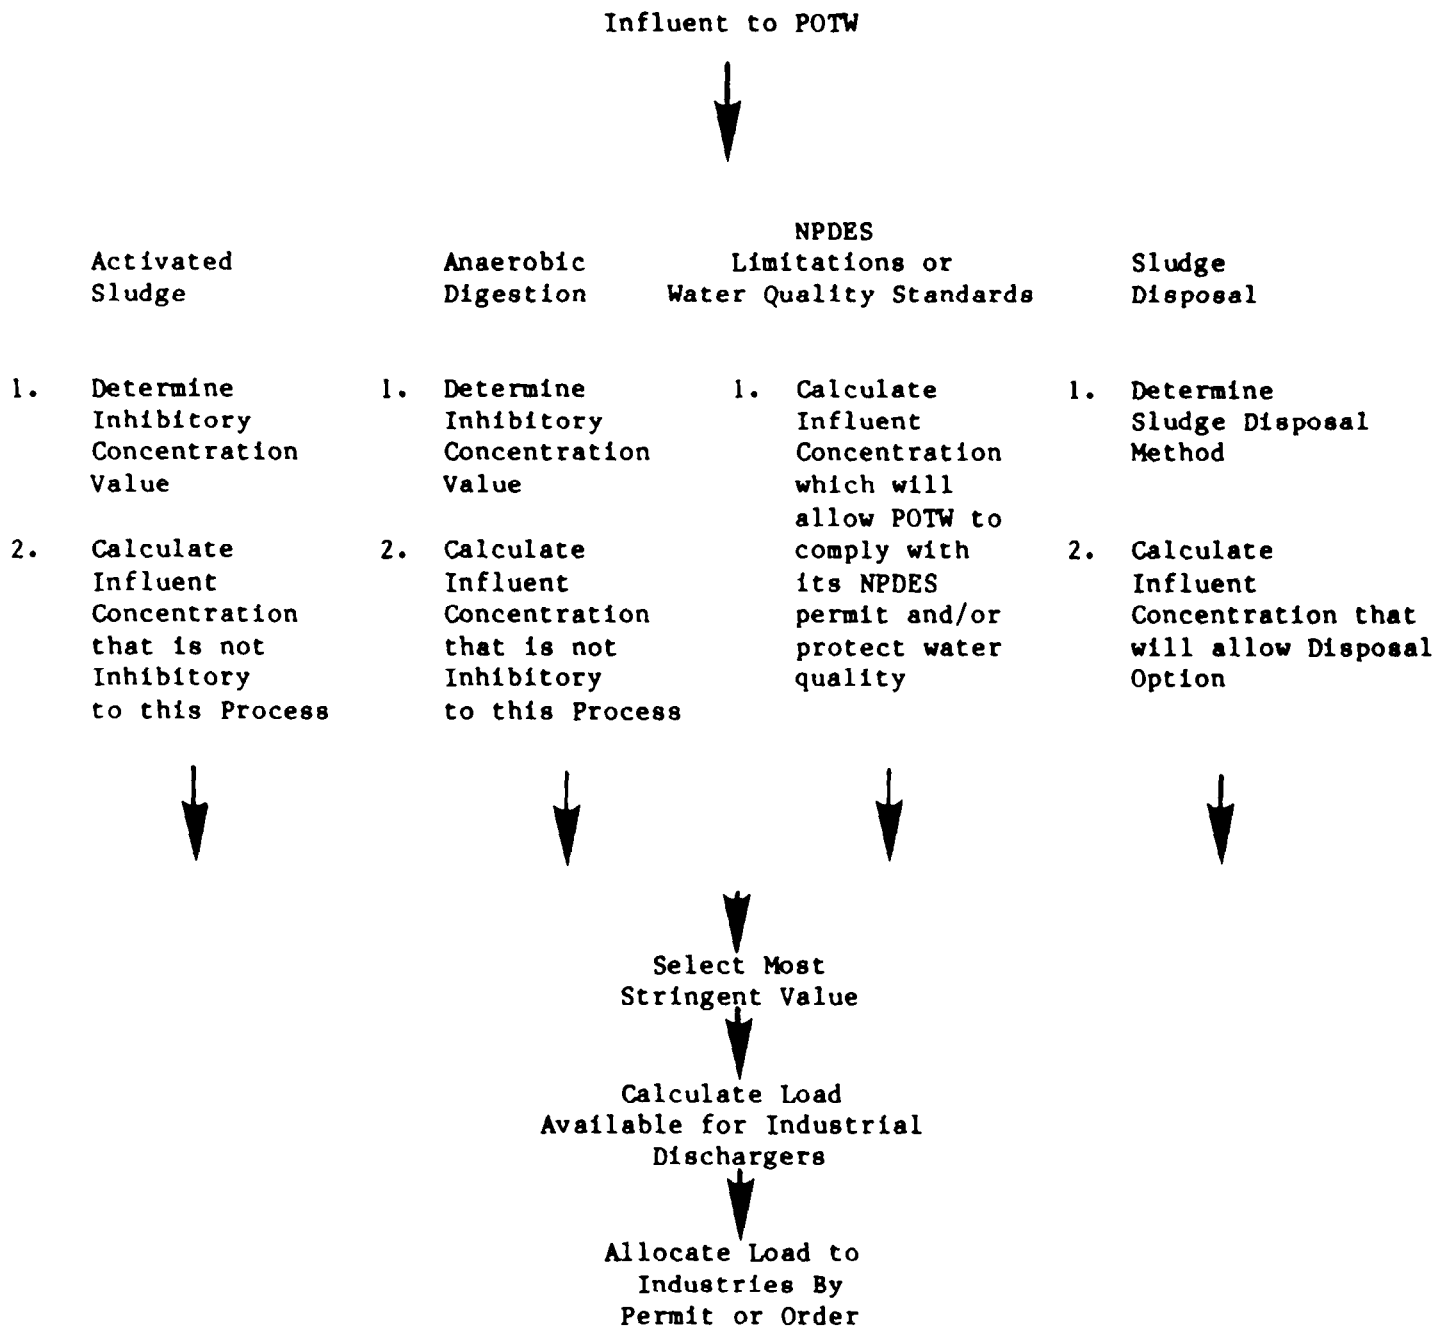 Influent to POTW
Activated
Sludge
Anaerobic
Digestion
NPDES
Limitations or
Water Quality Standards
Sludge
Disposal
1. Determine
Inhibitory
Concentration
Value
2. Calculate
Influent
Concentration
that is not
Inhibitory
to this Process
1. Determine
Inhibitory
Concentration
Value
2. Calculate
Influent
Concentration
that is not
Inhibitory
to this Process
1. Calculate
Influent
Concentration
which will
allow POTW to
comply with
its NPDES
permit and/or
protect water
quality
1. Determine
Sludge Disposal
Method
2. Calculate
Influent
Concentration that
will allow Disposal
Option
Select Most
Stringent Value
Calculate Load
Available for Industrial
Dischargers
Allocate Load to
Industries By
Permit or Order